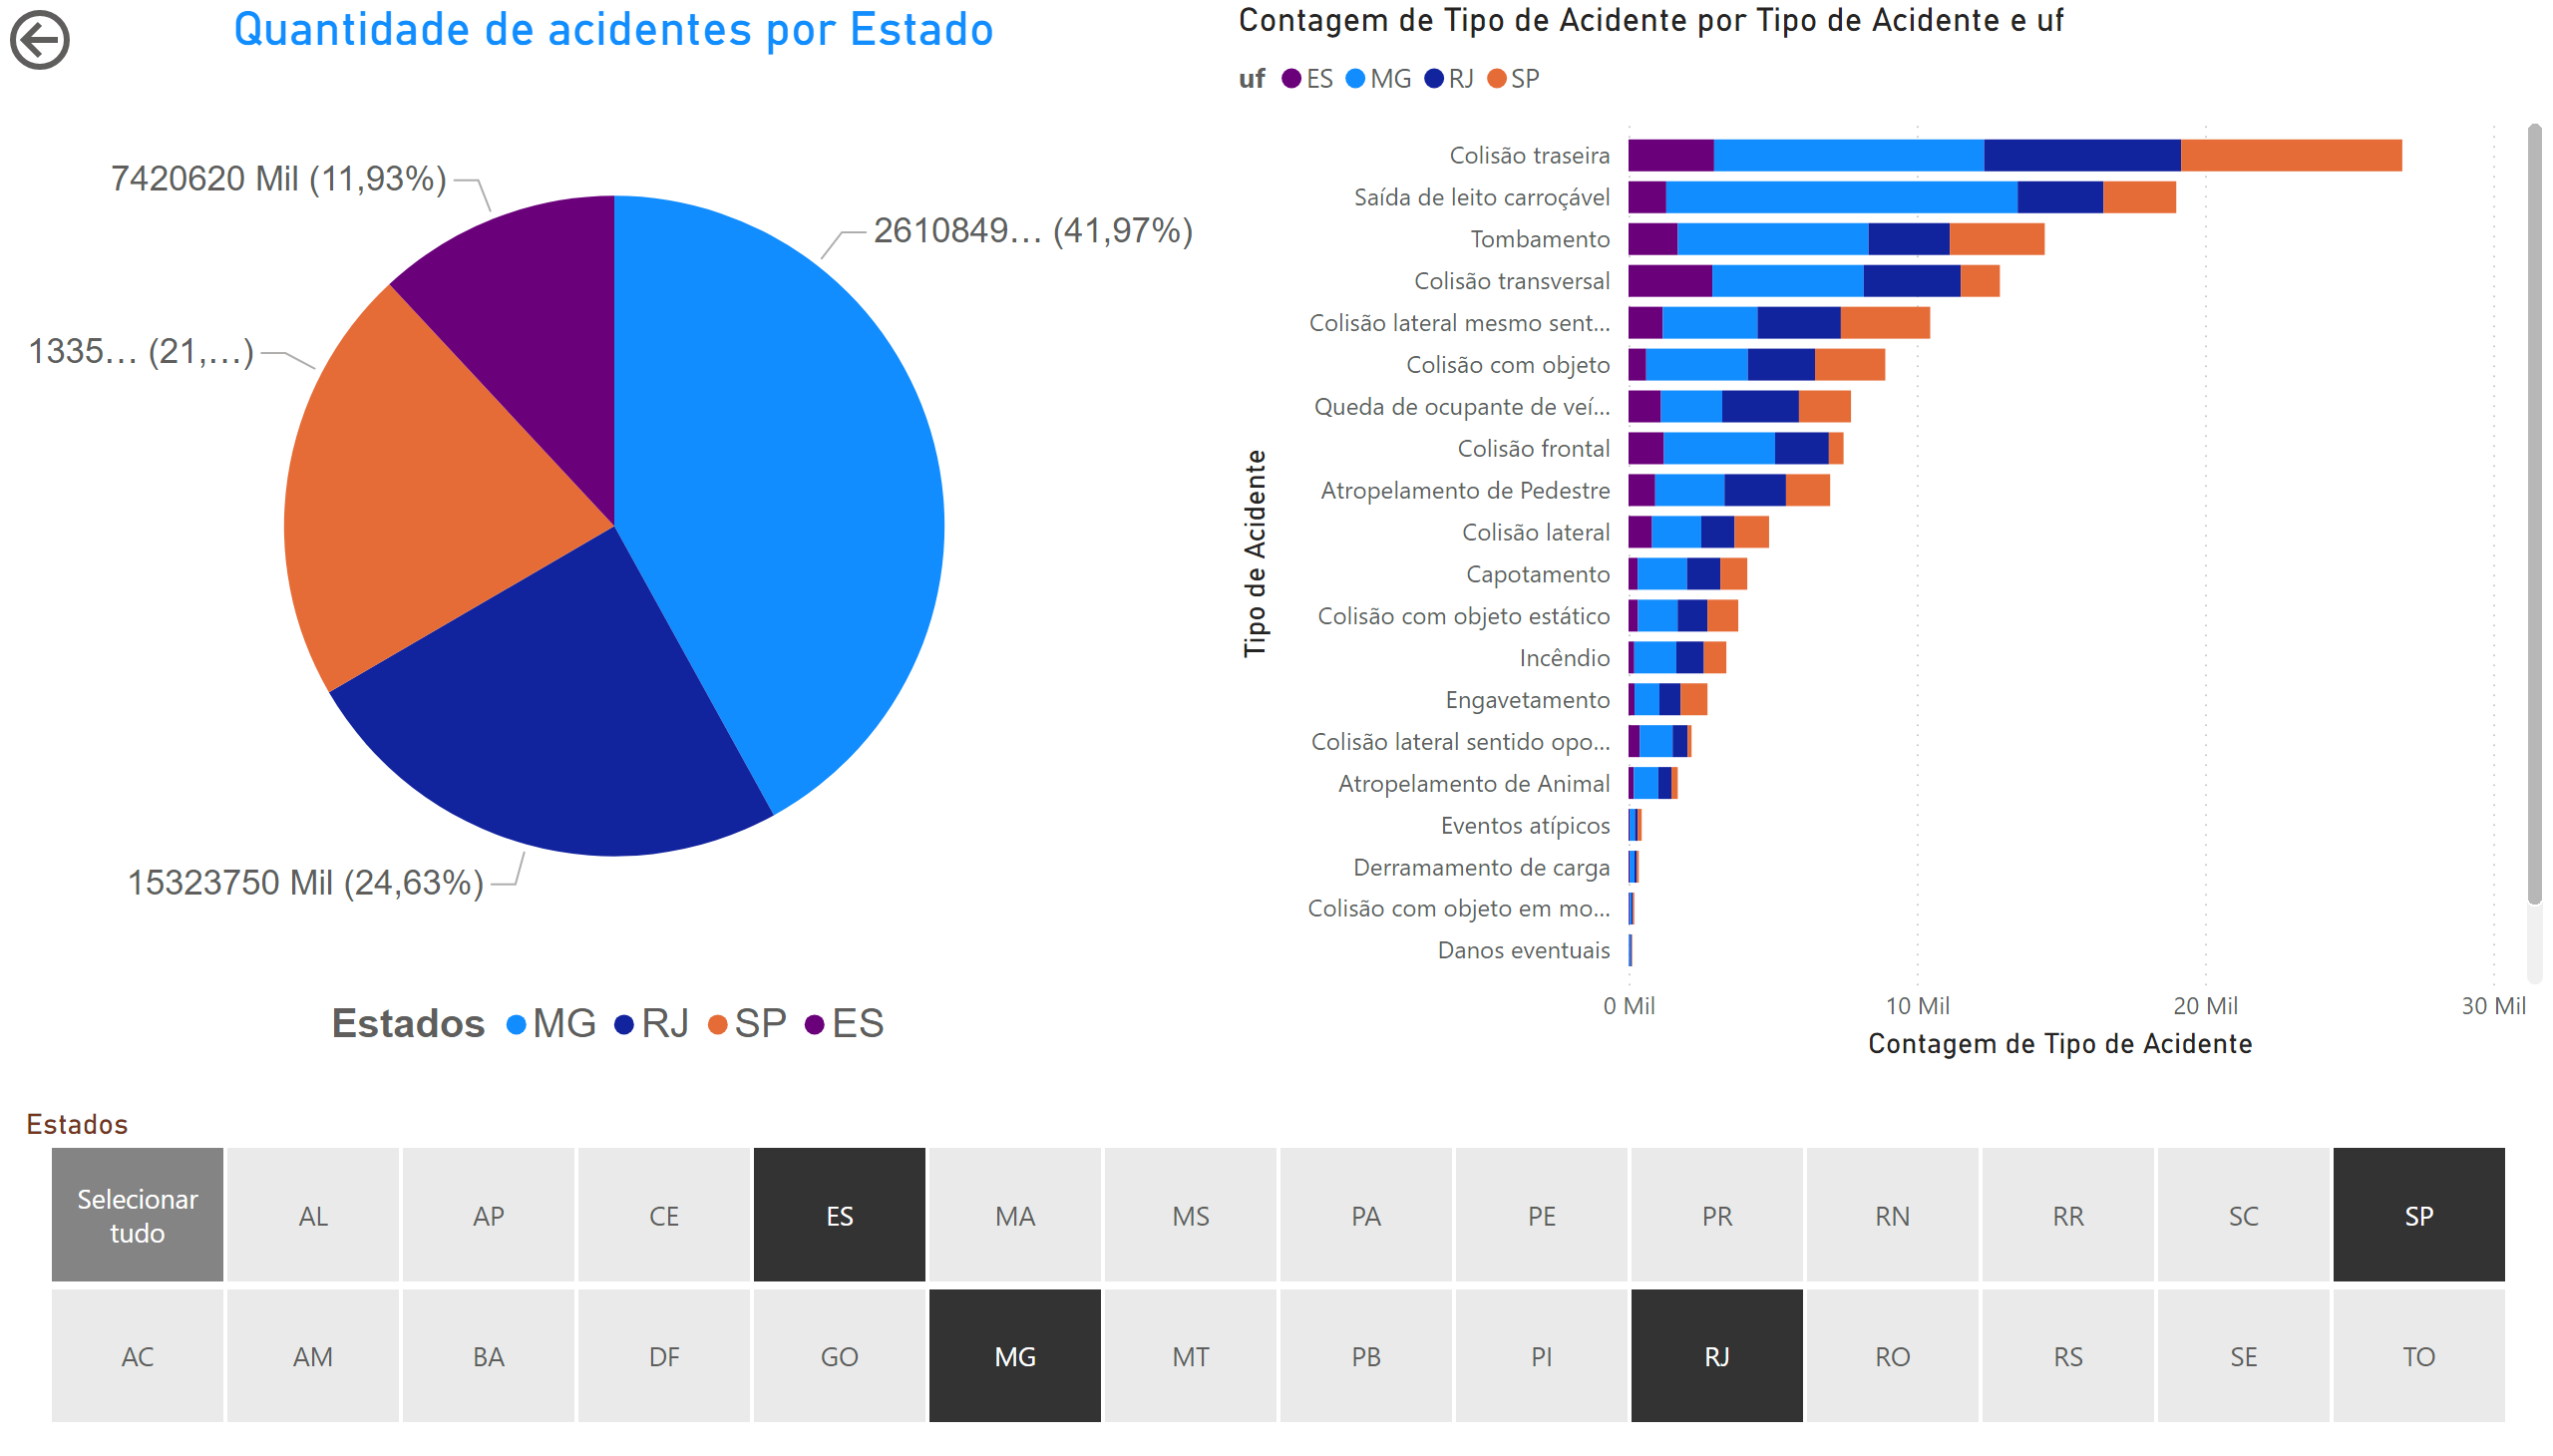 Quantidade de acidentes por Estado
7420620 Mil (11,93%)
2610849... (41,97%)
1335... (21,...)
15323750 Mil (24,63%)
Estados MG RJ SP ES
Contagem de Tipo de Acidente por Tipo de Acidente e uf
uf ES MG RJ SP
Tipo de Acidente
Colisão traseira
Saída de leito carroçável
Tombamento
Colisão transversal
Colisão lateral mesmo sent...
Colisão com objeto
Queda de ocupante de veí...
Colisão frontal
Atropelamento de Pedestre
Colisão lateral
Capotamento
Colisão com objeto estático
Incêndio
Engavetamento
Colisão lateral sentido opo...
Atropelamento de Animal
Eventos atípicos
Derramamento de carga
Colisão com objeto em mo...
Danos eventuais
0 Mil 10 Mil 20 Mil 30 Mil
Contagem de Tipo de Acidente
Estados
Selecionar
tudo
AL AP CE ES MA MS PA PE PR RN RR SC SP
AC AM BA DF GO MG MT PB PI RJ RO RS SE TO